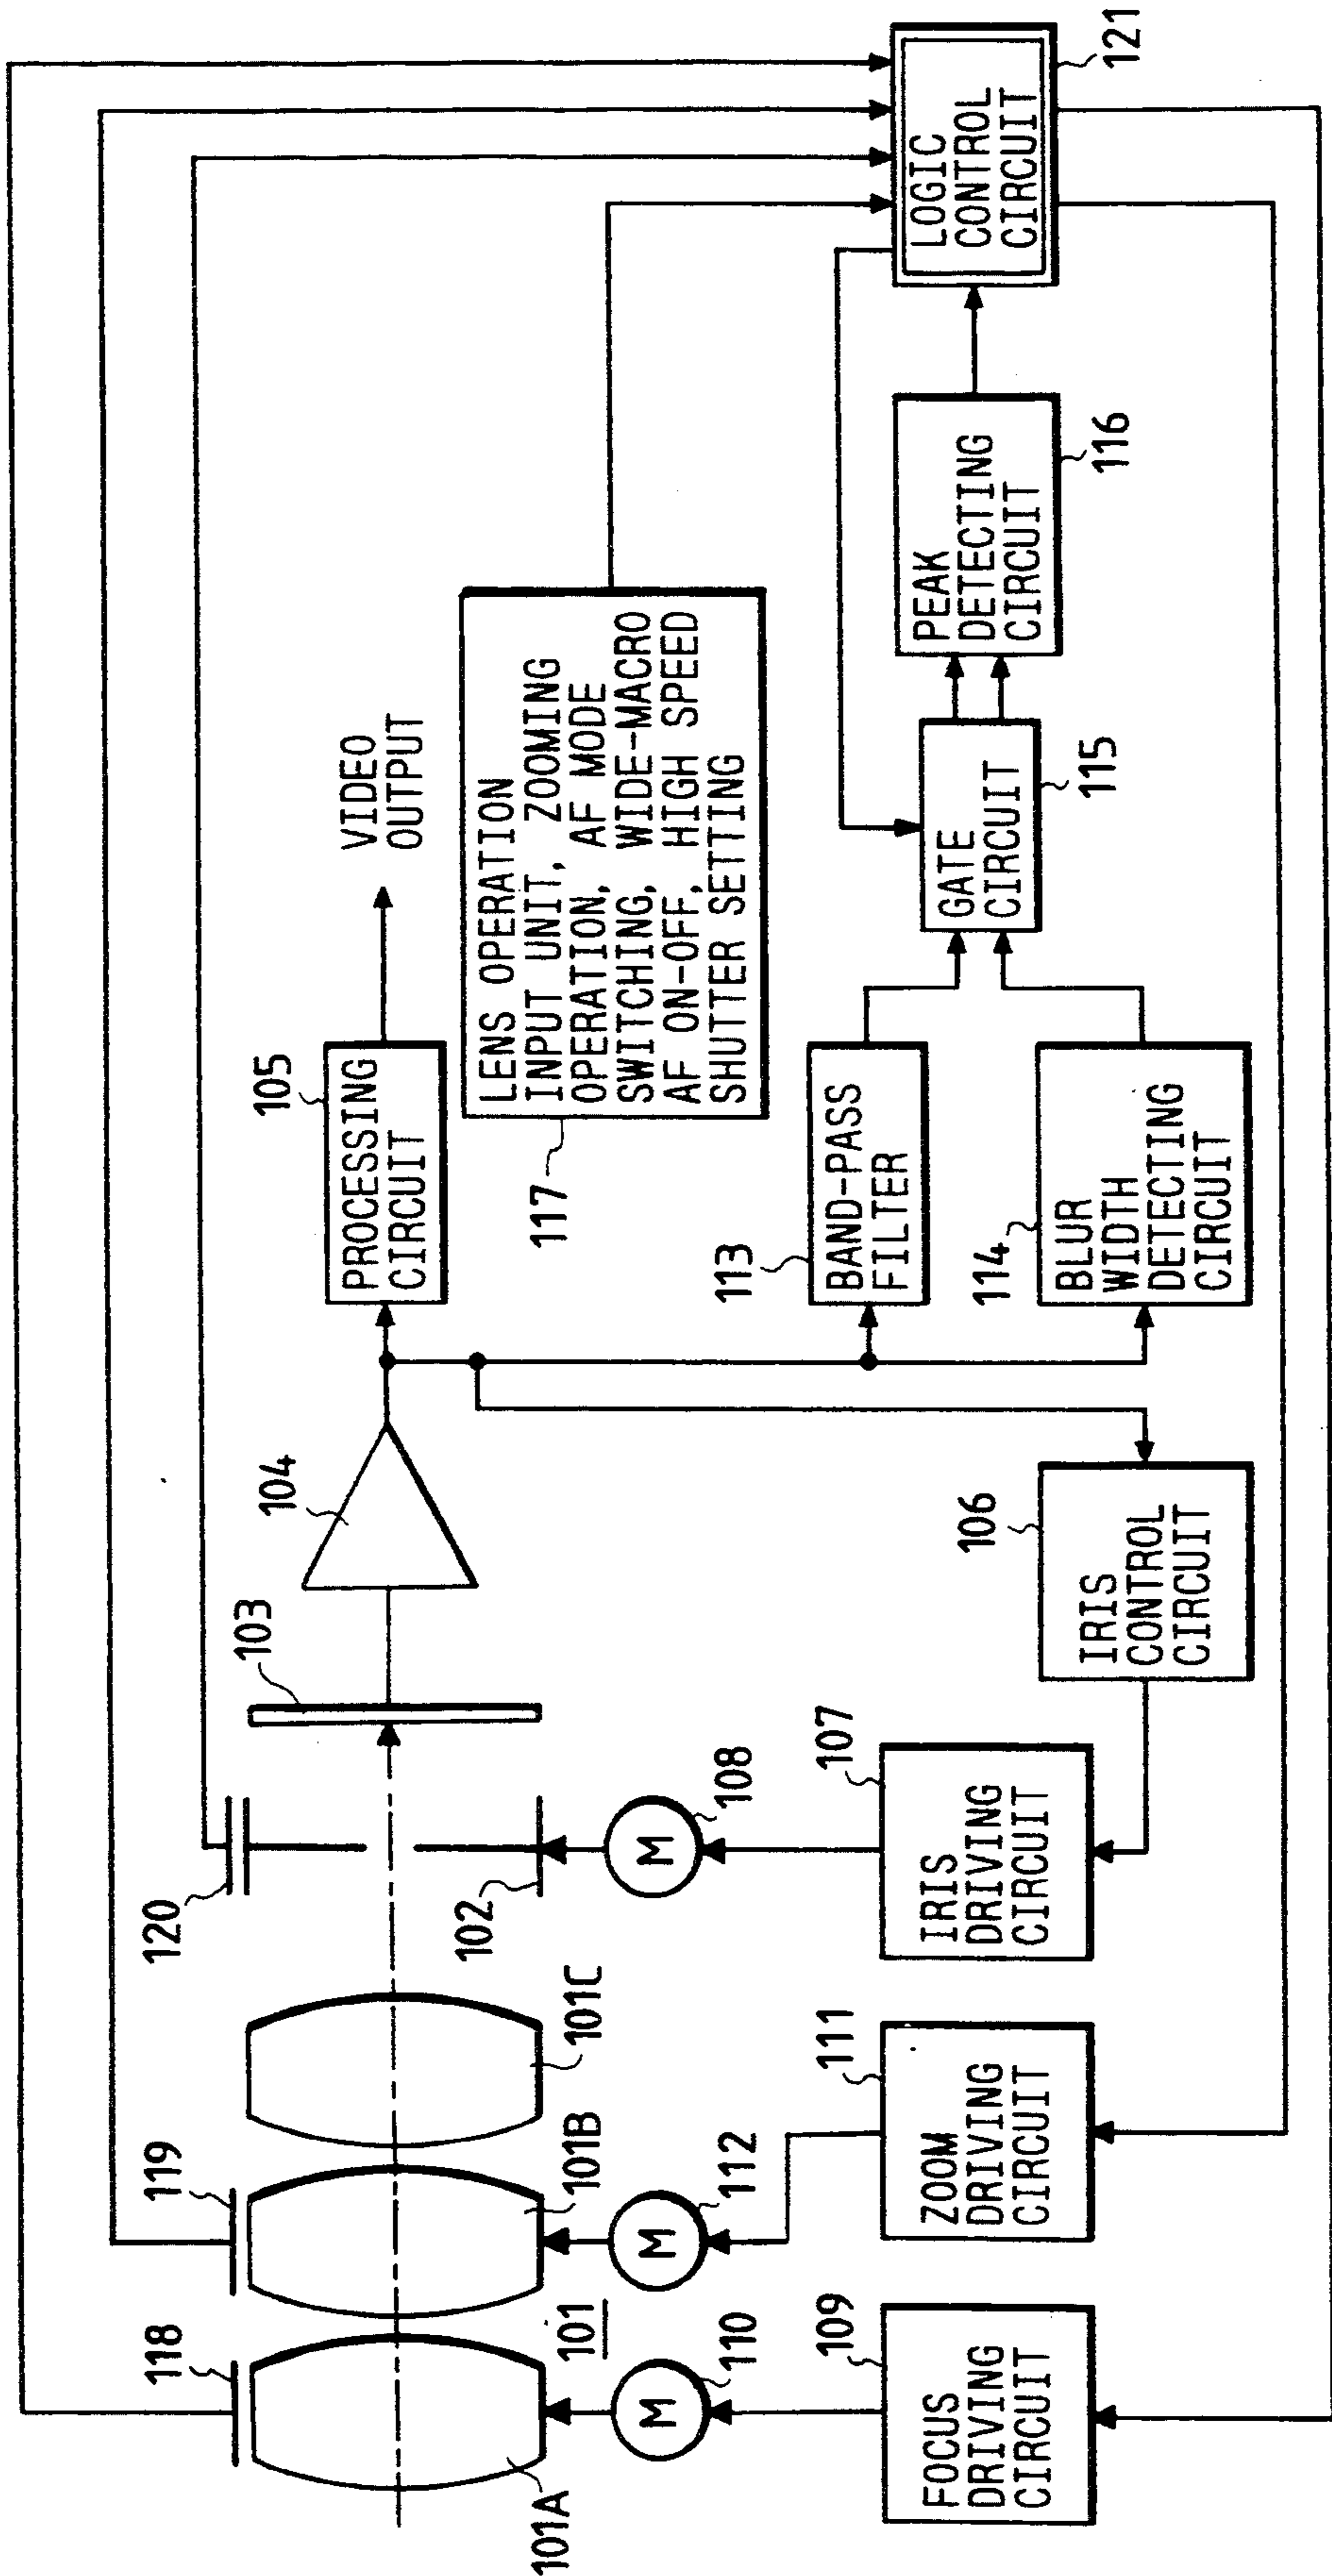 118
119
120
101A
101
101B
101C
102
103
104
105
PROCESSING
CIRCUIT
VIDEO
OUTPUT
117
LENS OPERATION
INPUT UNIT, ZOOMING
OPERATION, AF MODE
SWITCHING, WIDE-MACRO
AF ON-OFF, HIGH SPEED
SHUTTER SETTING
M
110
M
112
M
108
109
FOCUS
DRIVING
CIRCUIT
111
ZOOM
DRIVING
CIRCUIT
107
IRIS
DRIVING
CIRCUIT
106
IRIS
CONTROL
CIRCUIT
113
BAND-PASS
FILTER
114
BLUR
WIDTH
DETECTING
CIRCUIT
GATE
CIRCUIT
115
PEAK
DETECTING
CIRCUIT
116
LOGIC
CONTROL
CIRCUIT
121